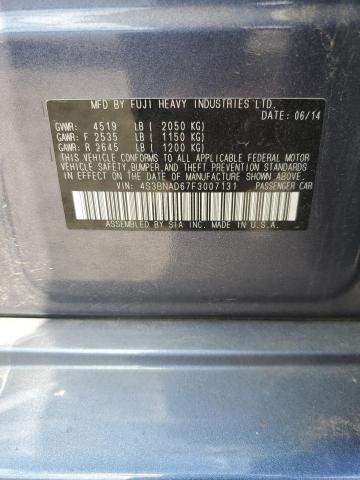 MFD BY FUJI HEAVY INDUSTRIES LTD.
DATE: 06/14
GVWR: 4519 LB ( 2050 KG)
GAWR: F 2535 LB ( 1150 KG)
GAWR: R 2645 LB ( 1200 KG)
THIS VEHICLE CONFORMS TO ALL APPLICABLE FEDERAL MOTOR
VEHICLE SAFETY, BUMPER, AND THEFT PREVENTION STANDARDS
IN EFFECT ON THE DATE OF MANUFACTURE SHOWN ABOVE.
VIN: 4S3BNAD67F3007131 PASSENGER CAR
ASSEMBLED BY SIA INC. MADE IN U.S.A.